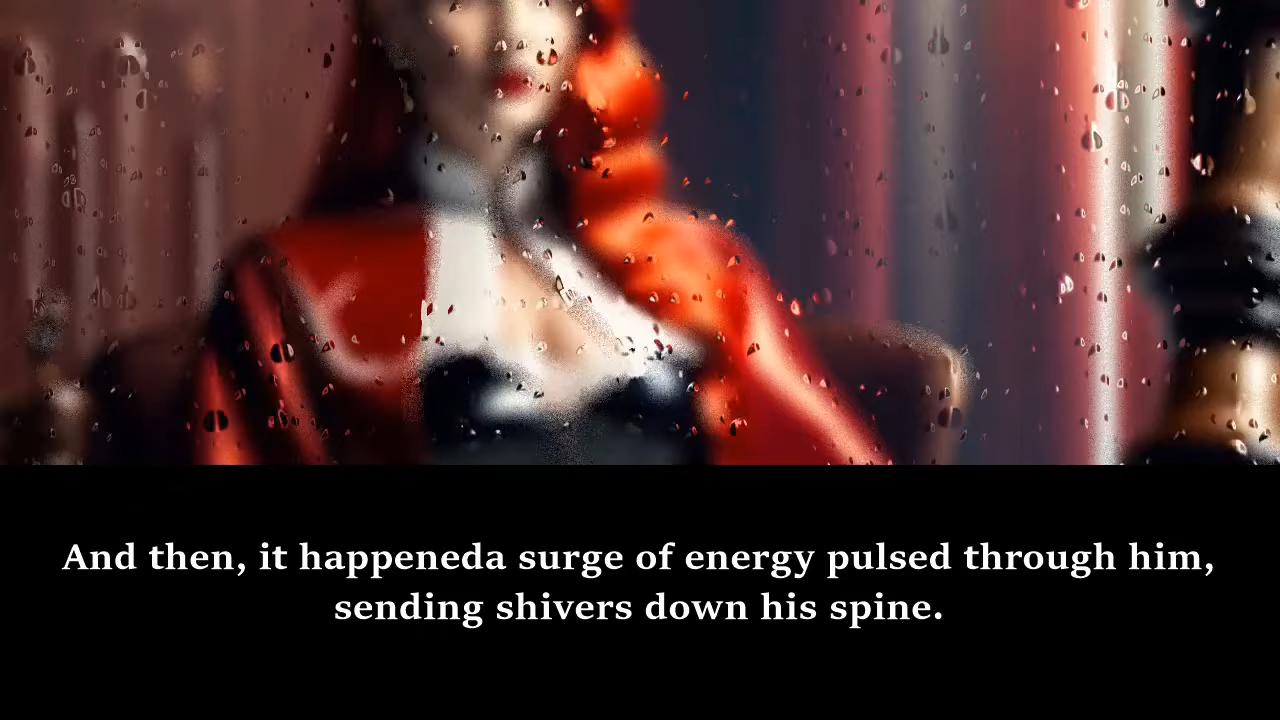 And then, it happeneda surge of energy pulsed through him,
sending shivers down his spine.